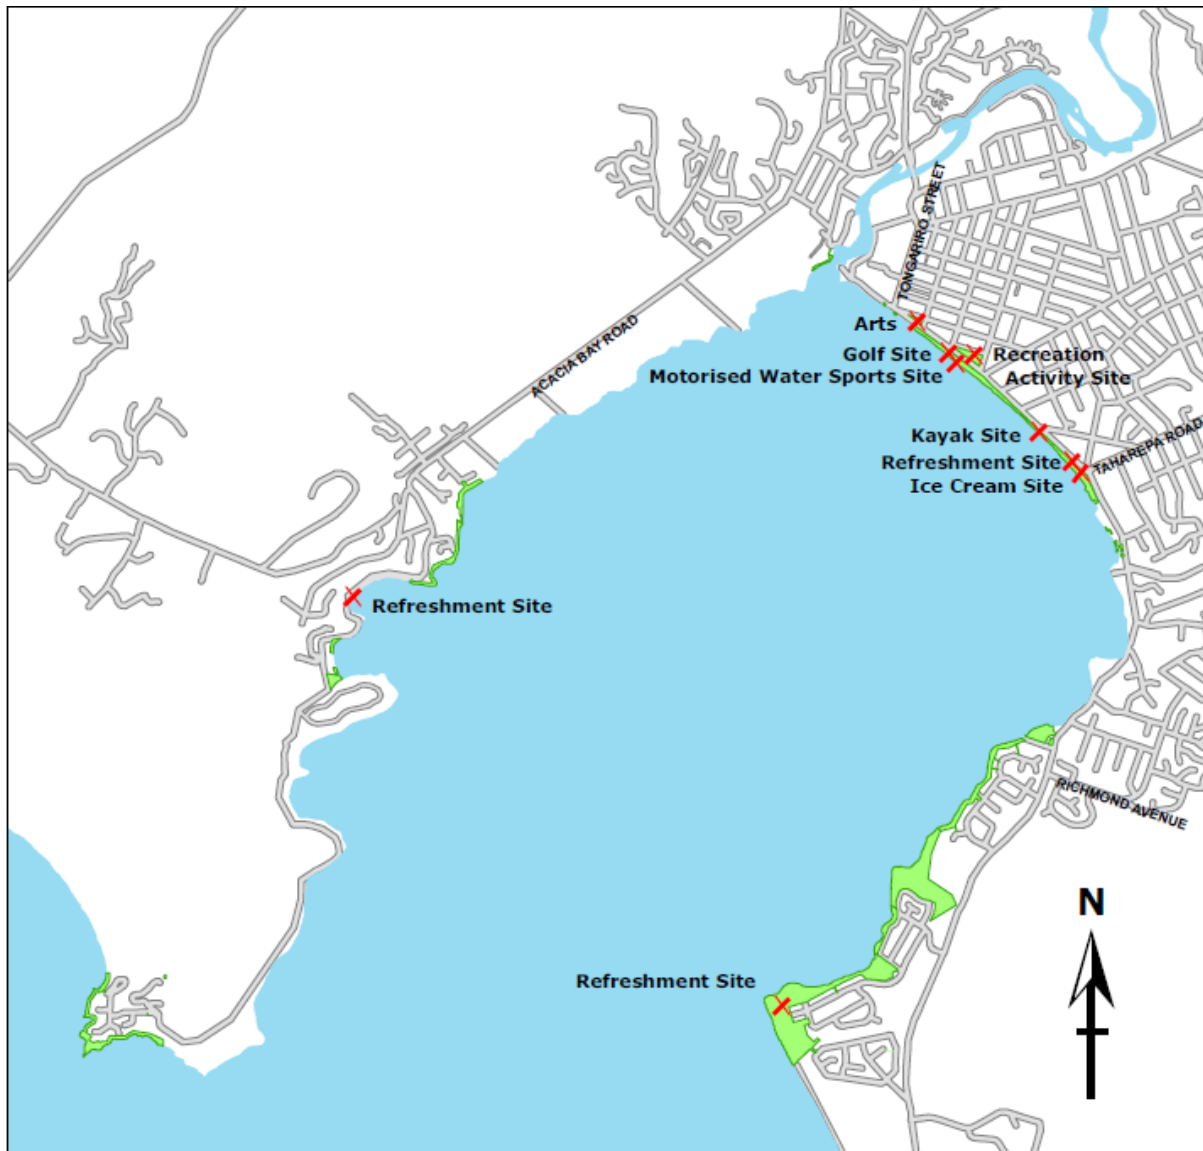 TONGARIRO STREET
Arts
Golf Site
Recreation
Motorised Water Sports Site
Activity Site
ACACIA BAY ROAD
Kayak Site
TAHAREPA ROAD
Refreshment Site
Ice Cream Site
Refreshment Site
RICHMOND AVENUE
N
Refreshment Site